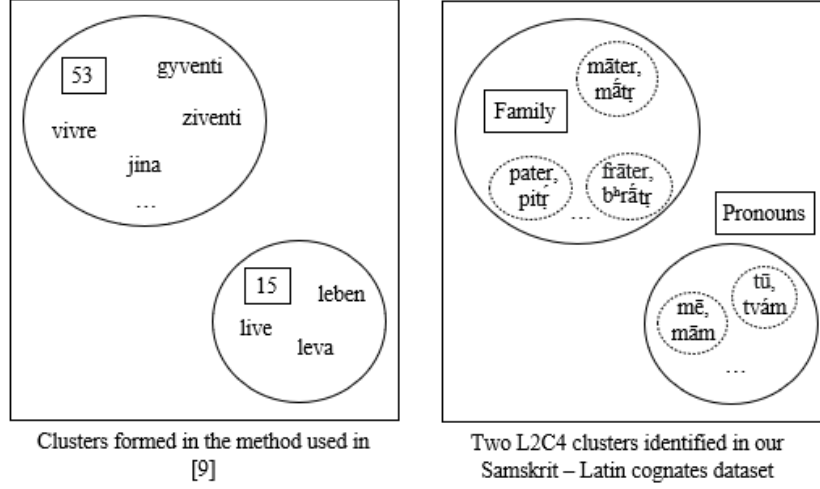 53
gyventi
vivre
ziventi
jina
...
15
leben
live
leva
Clusters formed in the method used in
[9]
māter,
mā́tṛ
Family
pater,
pitṛ́
frāter,
bʰrā́tṛ
...
Pronouns
tū,
tvám
mē,
mām
...
Two L2C4 clusters identified in our
Samskrit – Latin cognates dataset